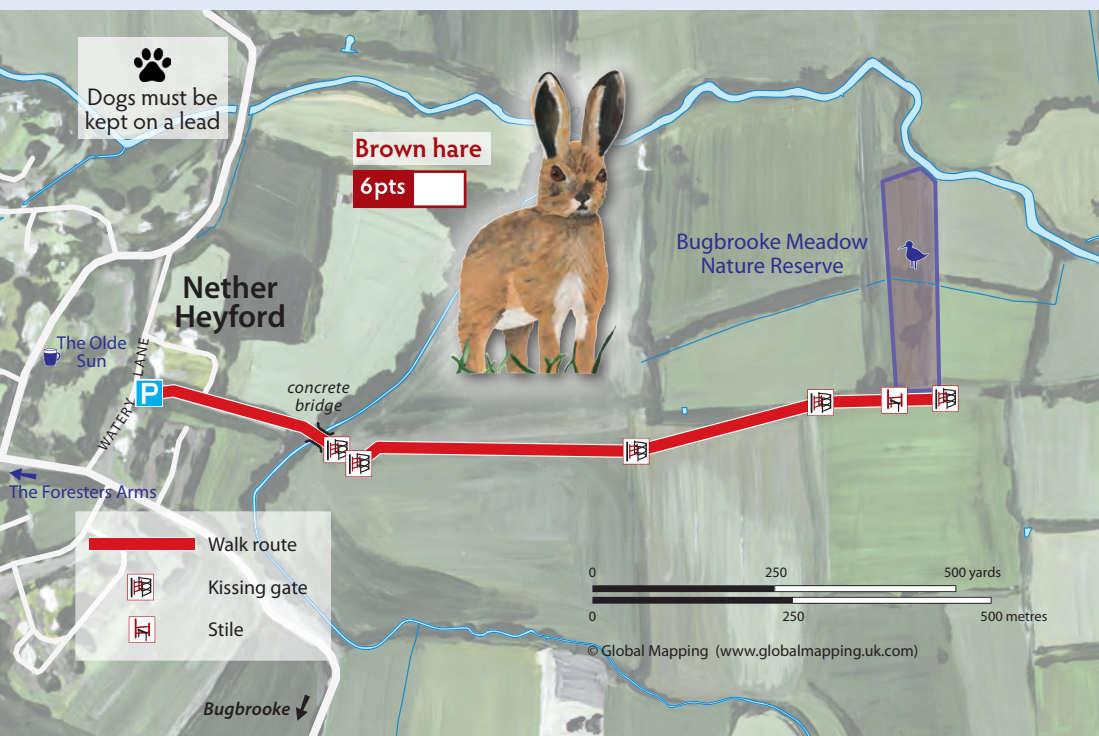 Dogs must be
kept on a lead
Brown hare
6pts
Bugbrooke Meadow
Nature Reserve
Nether
Heyford
The Olde
Sun
WATERY LANE
P
concrete
bridge
The Foresters Arms
Walk route
Kissing gate
Stile
0 250 500 yards
0 250 500 metres
© Global Mapping (www.globalmapping.uk.com)
Bugbrooke